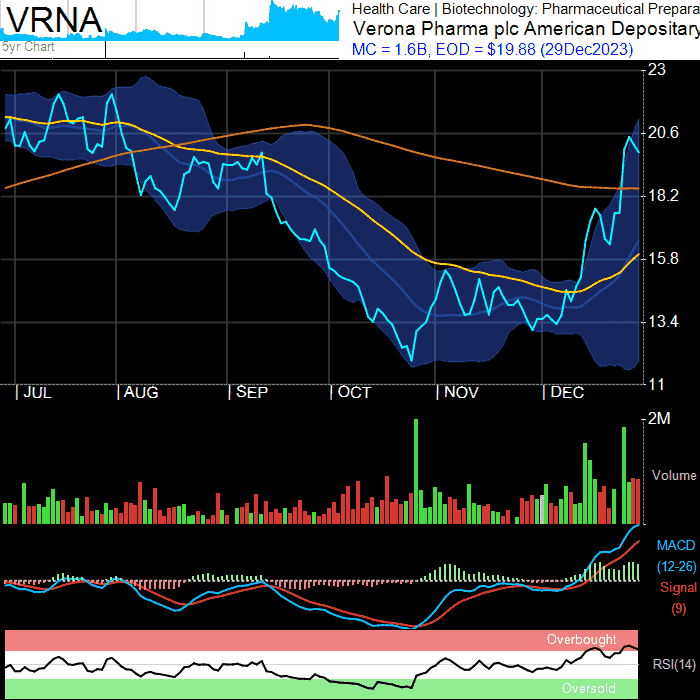 VRNA
5yr Chart
Health Care | Biotechnology: Pharmaceutical Prepara
Verona Pharma plc American Depositary
MC = 1.6B, EOD = $19.88 (29Dec2023)
23
20.6
18.2
15.8
13.4
11
| JUL | AUG | SEP | OCT | NOV | DEC
2M
Volume
MACD
(12-26)
Signal
(9)
Overbought
RSI(14)
Oversold